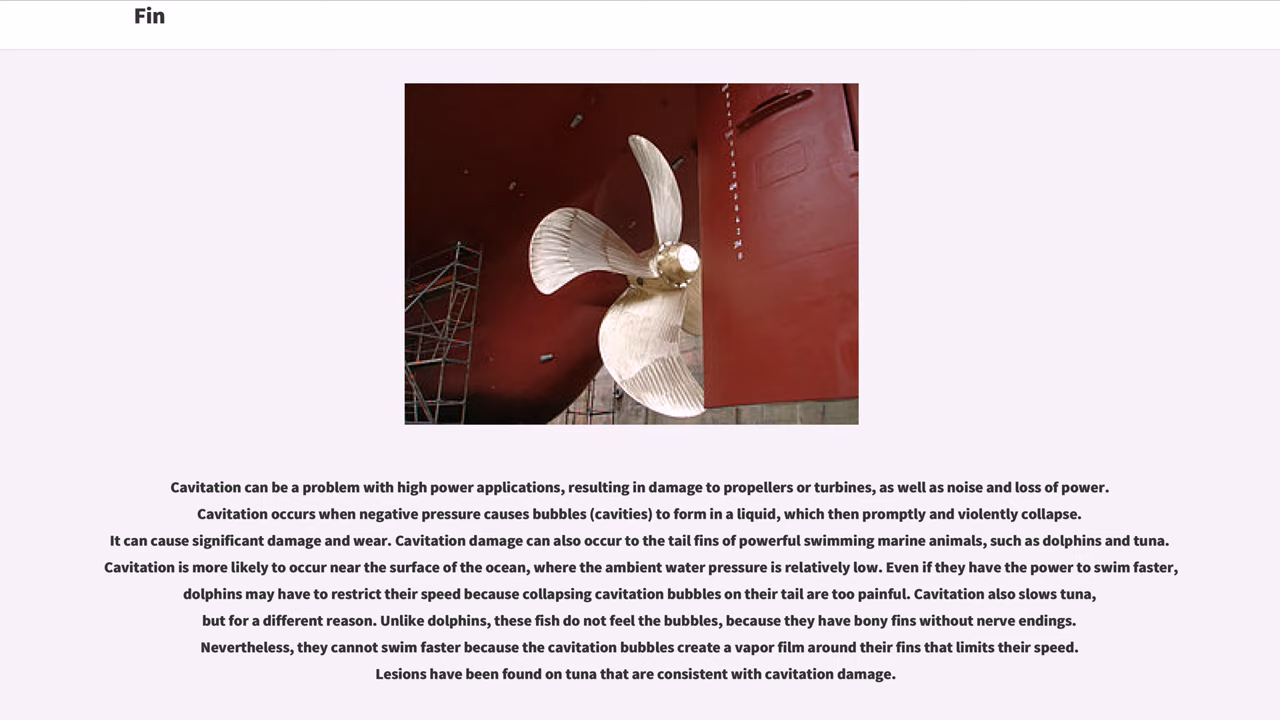 Fin
Cavitation can be a problem with high power applications, resulting in damage to propellers or turbines, as well as noise and loss of power.
Cavitation occurs when negative pressure causes bubbles (cavities) to form in a liquid, which then promptly and violently collapse.
It can cause significant damage and wear. Cavitation damage can also occur to the tail fins of powerful swimming marine animals, such as dolphins and tuna.
Cavitation is more likely to occur near the surface of the ocean, where the ambient water pressure is relatively low. Even if they have the power to swim faster,
dolphins may have to restrict their speed because collapsing cavitation bubbles on their tail are too painful. Cavitation also slows tuna,
but for a different reason. Unlike dolphins, these fish do not feel the bubbles, because they have bony fins without nerve endings.
Nevertheless, they cannot swim faster because the cavitation bubbles create a vapor film around their fins that limits their speed.
Lesions have been found on tuna that are consistent with cavitation damage.